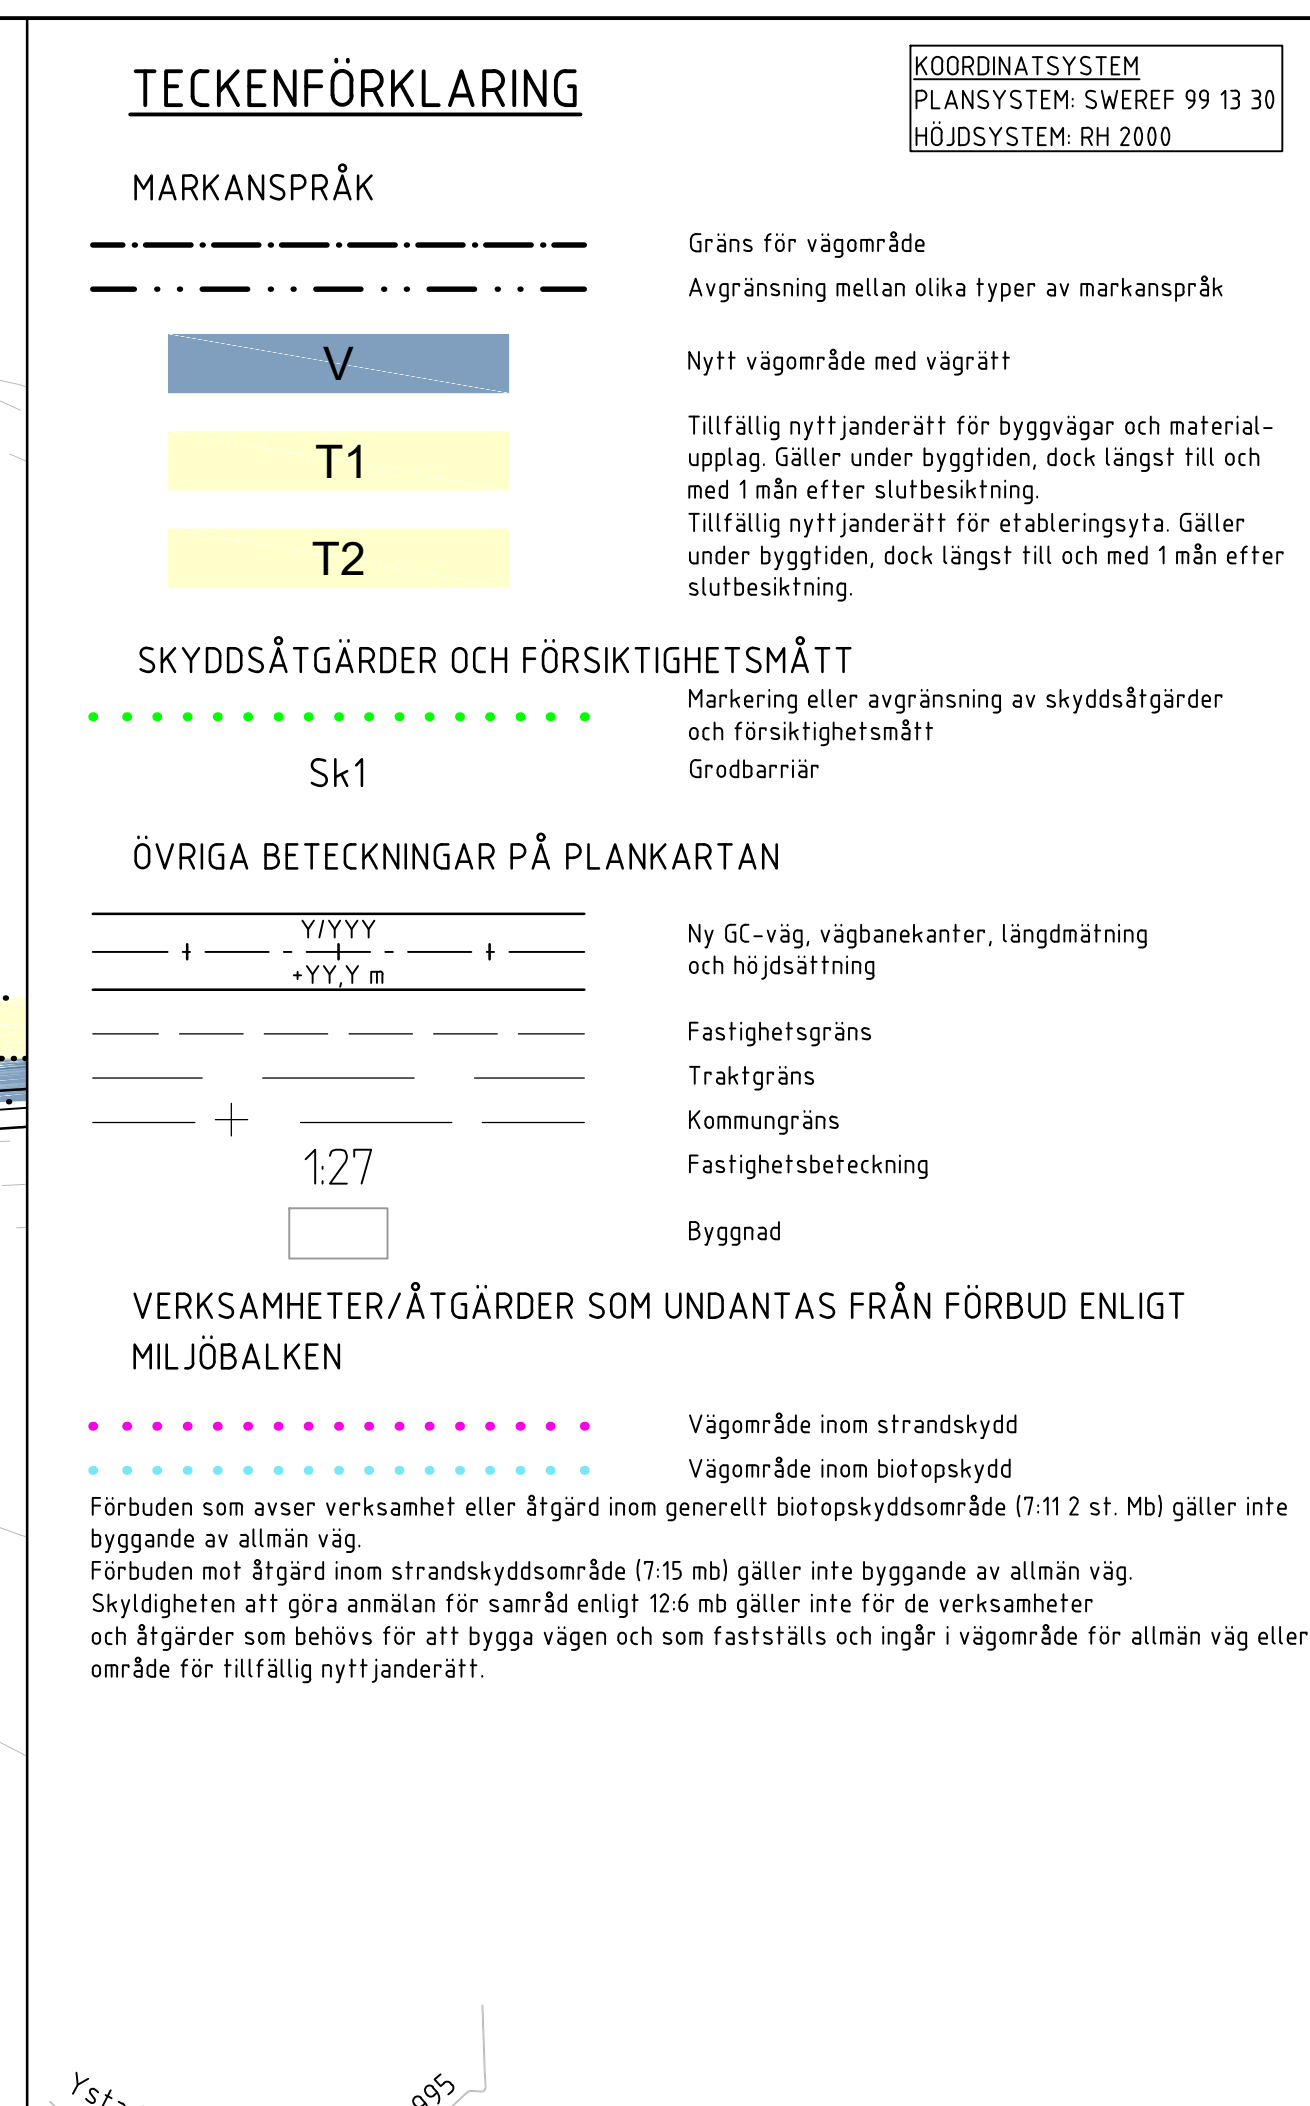 TECKENFÖRKLARING
KOORDINATSYSTEM
PLANSYSTEM: SWEREF 99 13 30
HÖJDSYSTEM: RH 2000
MARKANSPRÅK
Gräns för vägområde
Avgränsning mellan olika typer av markanspråk
V
Nytt vägområde med vägrätt
T1
Tillfällig nyttjanderätt för byggvägar och material-
upplag. Gäller under byggtiden, dock längst till och
med 1 mån efter slutbesiktning.
T2
Tillfällig nyttjanderätt för etableringsyta. Gäller
under byggtiden, dock längst till och med 1 mån efter
slutbesiktning.
SKYDDSÅTGÄRDER OCH FÖRSIKTIGHETSMÅTT
Markering eller avgränsning av skyddsåtgärder
och försiktighetsmått
Sk1
Grodbarriär
ÖVRIGA BETECKNINGAR PÅ PLANKARTAN
Y/YYY
+YY,Y m
Ny GC-väg, vägbanekanter, längdmätning
och höjdsättning
Fastighetsgräns
Traktgräns
Kommungräns
1:27
Fastighetsbeteckning
Byggnad
VERKSAMHETER/ÅTGÄRDER SOM UNDANTAS FRÅN FÖRBUD ENLIGT
MILJÖBALKEN
Vägområde inom strandskydd
Vägområde inom biotopskydd
Förbuden som avser verksamhet eller åtgärd inom generellt biotopskyddsområde (7:11 2 st. Mb) gäller inte
byggande av allmän väg.
Förbuden mot åtgärd inom strandskyddsområde (7:15 mb) gäller inte byggande av allmän väg.
Skyldigheten att göra anmälan för samråd enligt 12:6 mb gäller inte för de verksamheter
och åtgärder som behövs för att bygga vägen och som fastställs och ingår i vägområde för allmän väg eller
område för tillfällig nyttjanderätt.
995